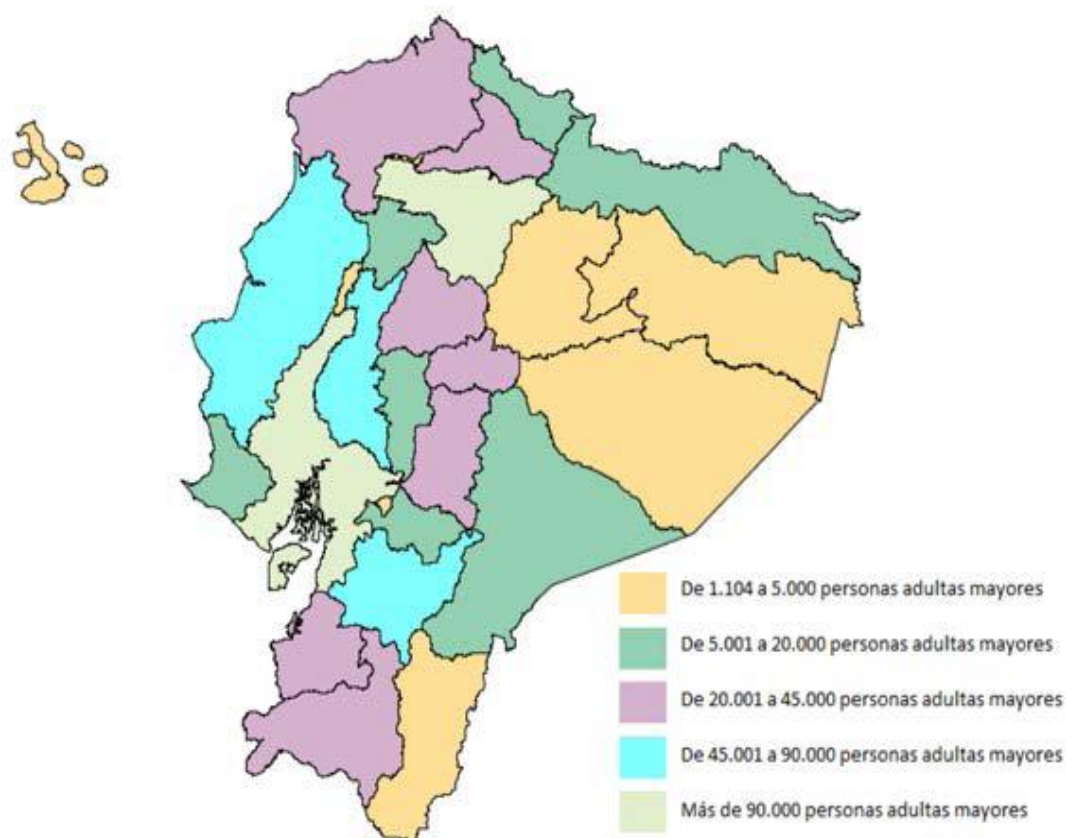 De 1.104 a 5.000 personas adultas mayores
De 5.001 a 20.000 personas adultas mayores
De 20.001 a 45.000 personas adultas mayores
De 45.001 a 90.000 personas adultas mayores
Más de 90.000 personas adultas mayores